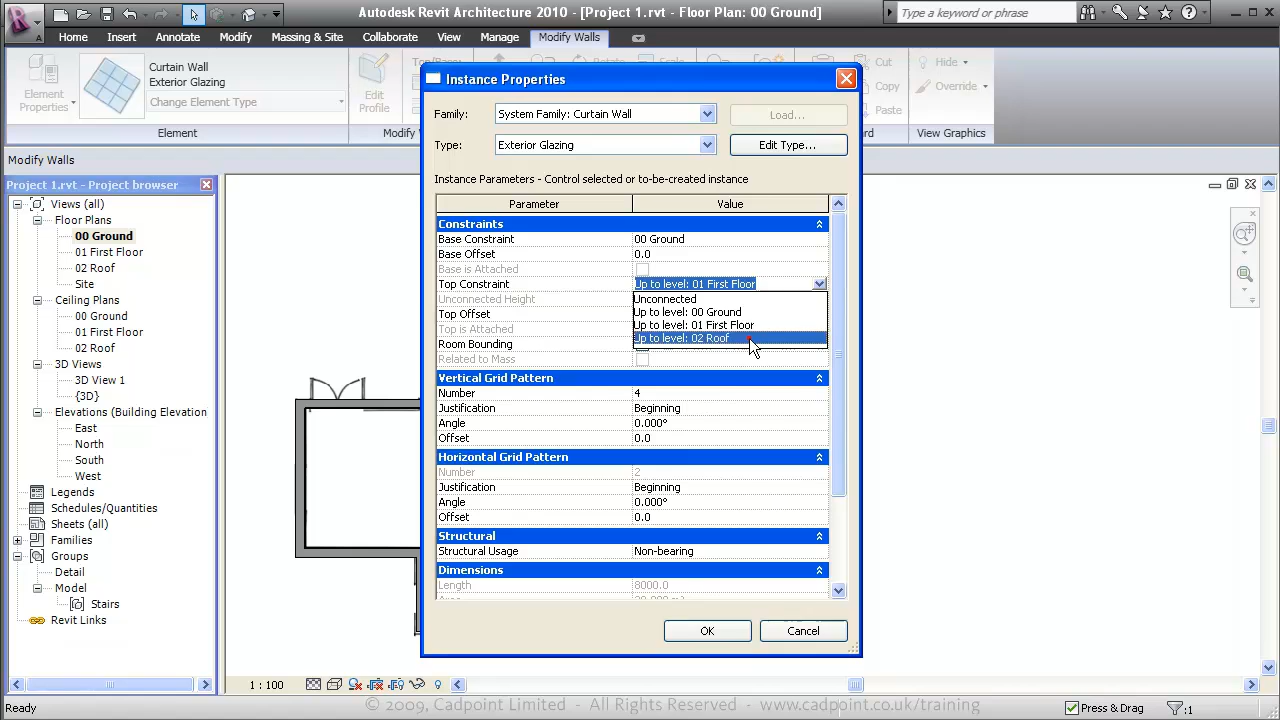 Autodesk Revit Architecture 2010 - [Project 1.rvt - Floor Plan: 00 Ground]
Type a keyword or phrase
Home Insert Annotate Modify Massing & Site Collaborate View Manage Modify Walls
Element
Properties
Curtain Wall
Exterior Glazing
Change Element Type
Edit
Profile
Cut
Copy
Paste
Hide
Override
Element
View Graphics
Modify Walls
Project 1.rvt - Project browser
Views (all)
Floor Plans
00 Ground
01 First Floor
02 Roof
Site
Ceiling Plans
00 Ground
01 First Floor
02 Roof
3D Views
3D View 1
{3D}
Elevations (Building Elevation
East
North
South
West
Legends
Schedules/Quantities
Sheets (all)
Families
Groups
Detail
Model
Stairs
Revit Links
Instance Properties
Family: System Family: Curtain Wall Load...
Type: Exterior Glazing Edit Type...
Instance Parameters - Control selected or to-be-created instance
Parameter Value
Constraints
Base Constraint 00 Ground
Base Offset 0.0
Base is Attached
Top Constraint Up to level: 01 First Floor
Unconnected Height
Top Offset
Top is Attached
Room Bounding
Related to Mass
Unconnected
Up to level: 00 Ground
Up to level: 01 First Floor
Up to level: 02 Roof
Vertical Grid Pattern
Number 4
Justification Beginning
Angle 0.000°
Offset 0.0
Horizontal Grid Pattern
Number 2
Justification Beginning
Angle 0.000°
Offset 0.0
Structural
Structural Usage Non-bearing
Dimensions
Length 8000.0
OK Cancel
1 : 100
Ready
© 2009, Cadpoint Limited - All Rights Reserved - www.cadpoint.co.uk/training
Press & Drag :1